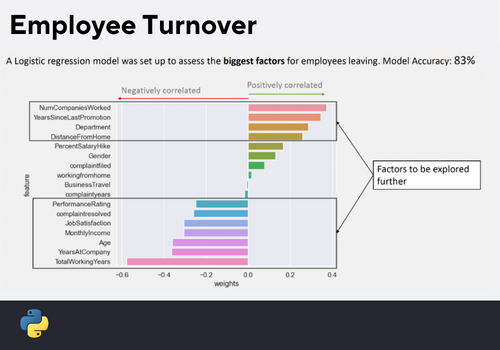 Employee Turnover
A Logistic regression model was set up to assess the biggest factors for employees leaving. Model Accuracy: 83%
Negatively correlated
Positively correlated
NumCompaniesWorked
YearsSinceLastPromotion
Department
DistanceFromHome
PercentSalaryHike
Gender
complaintfiled
workingfromhome
BusinessTravel
complaintyears
PerformanceRating
complaintresolved
JobSatisfaction
MonthlyIncome
Age
YearsAtCompany
TotalWorkingYears
feature
Factors to be explored
further
−0.6 −0.4 −0.2 0.0 0.2 0.4
weights